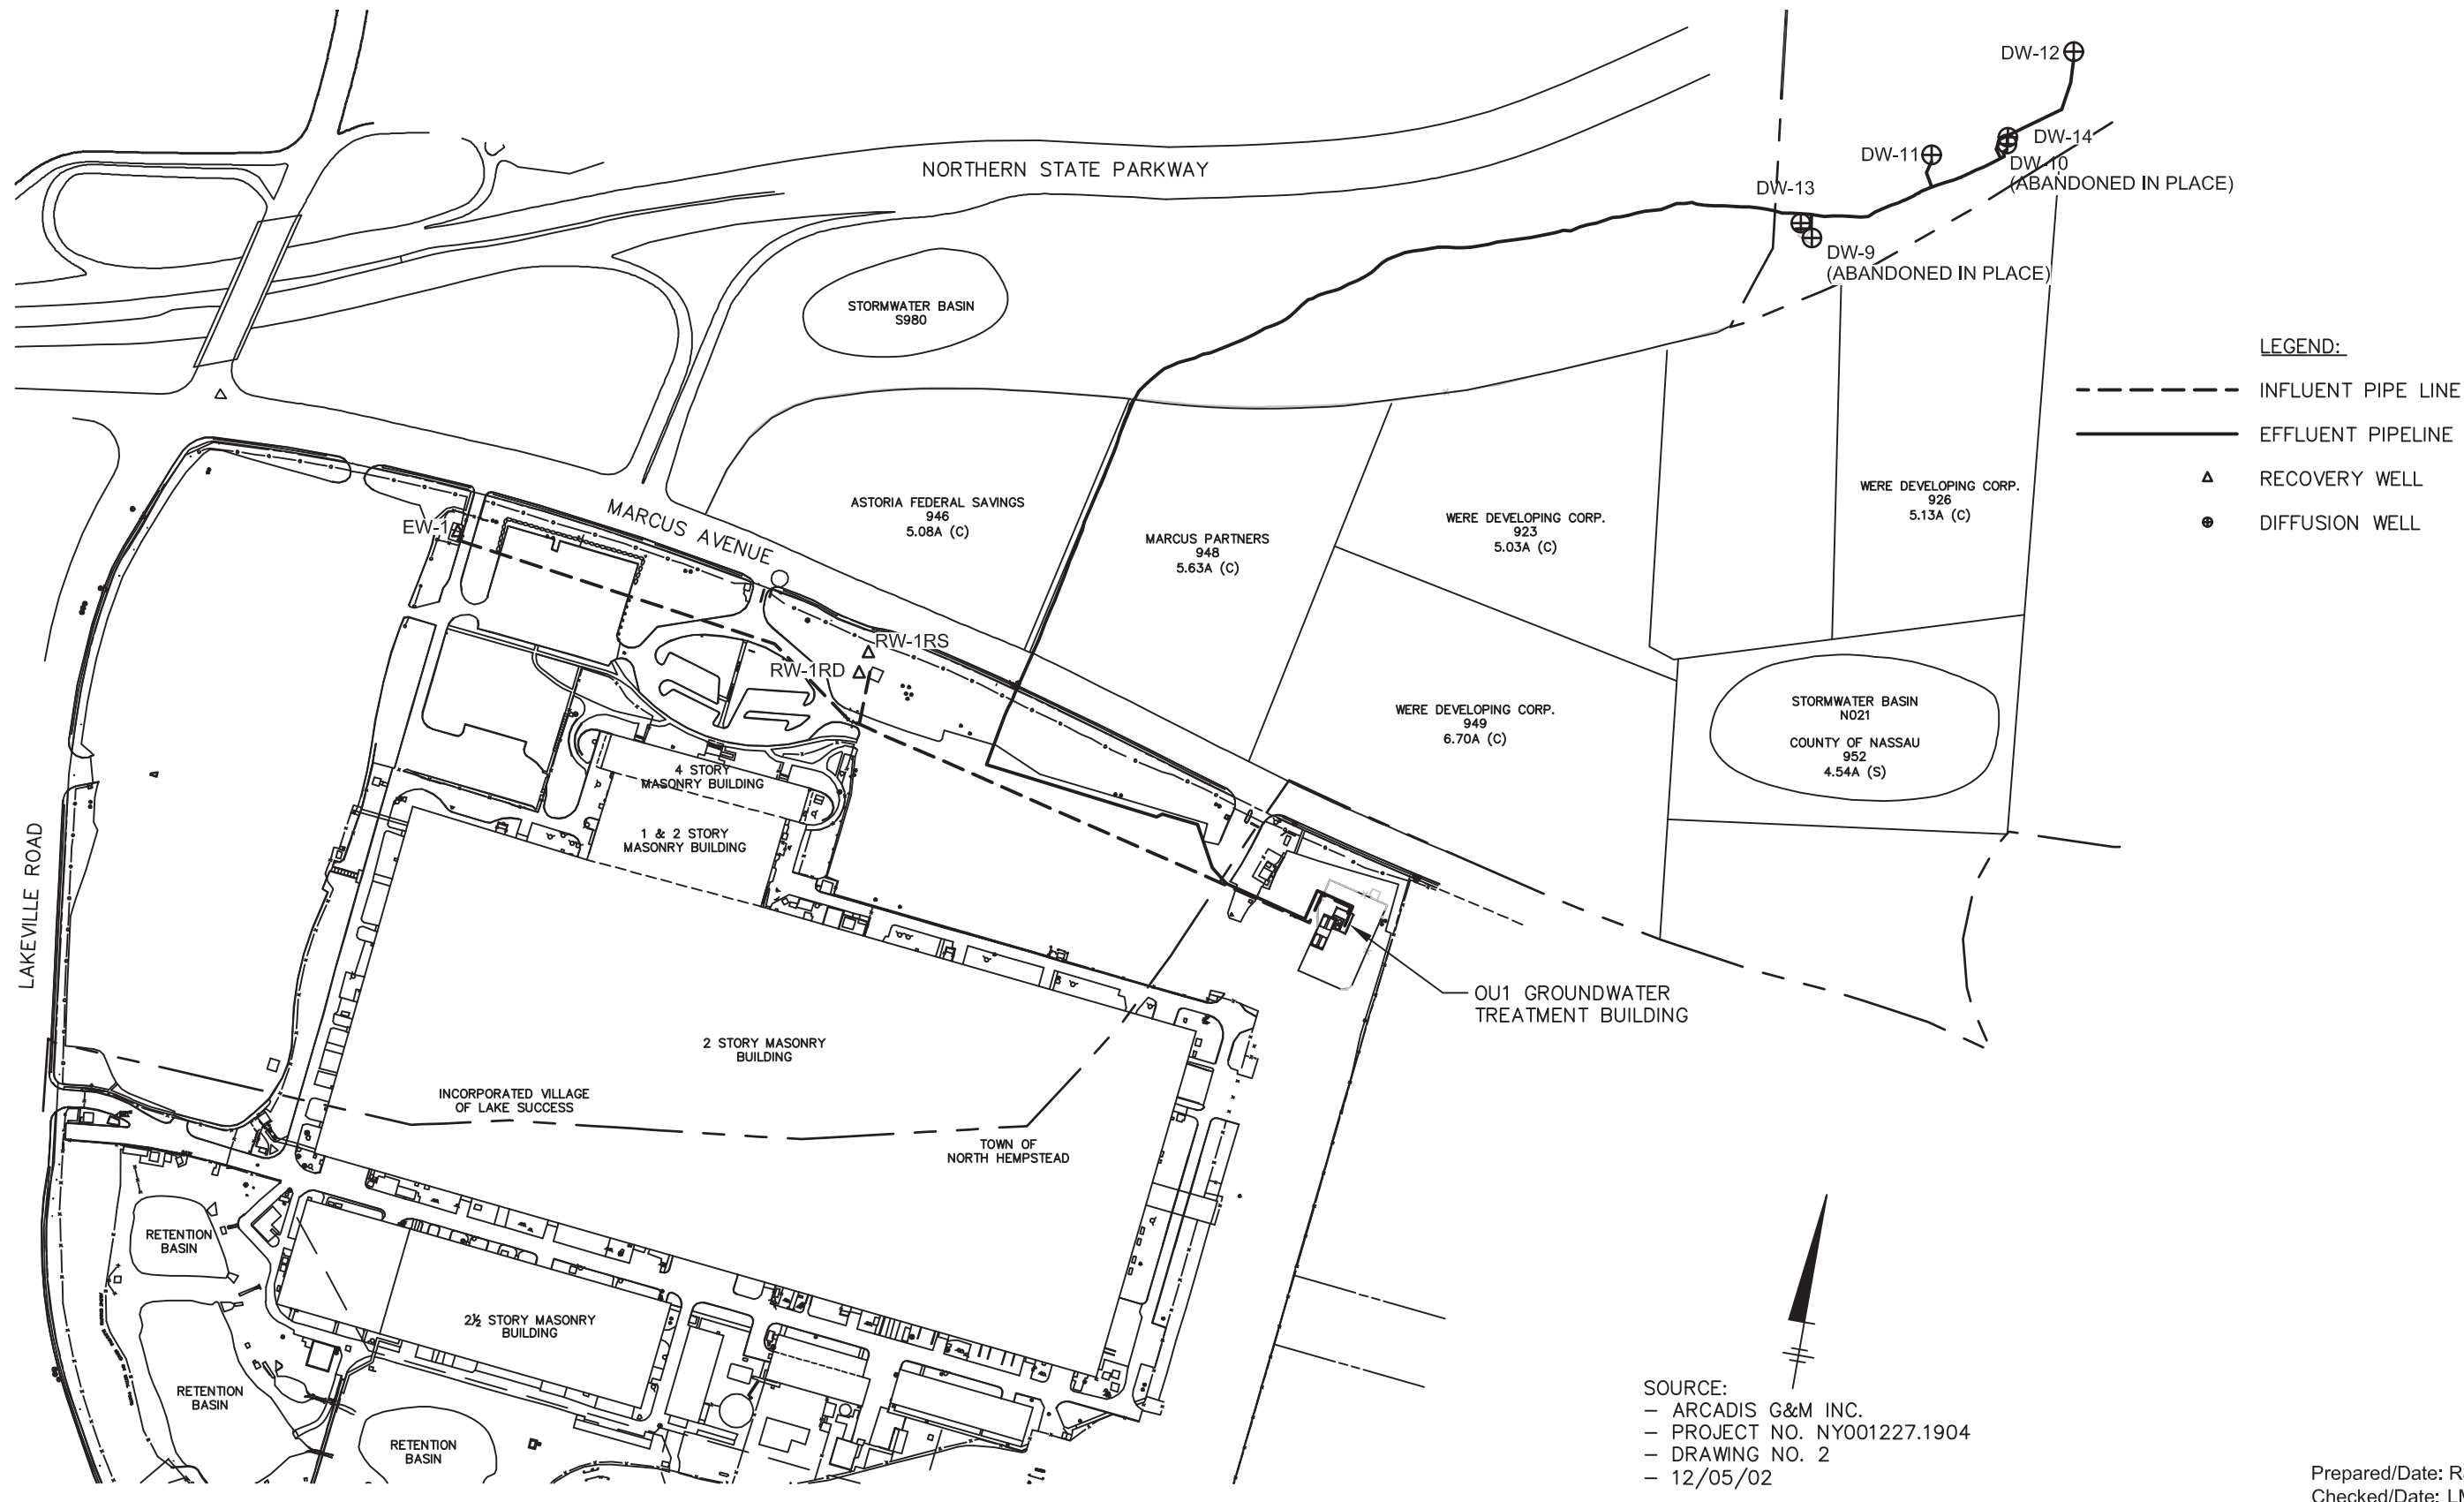 DW-12
DW-14
DW-11
DW-10
(ABANDONED IN PLACE)
NORTHERN STATE PARKWAY
DW-13
DW-9
(ABANDONED IN PLACE)
STORMWATER BASIN
S980
LEGEND:
INFLUENT PIPE LINE
EFFLUENT PIPELINE
RECOVERY WELL
DIFFUSION WELL
ASTORIA FEDERAL SAVINGS
946
5.08A (C)
MARCUS PARTNERS
948
5.63A (C)
WERE DEVELOPING CORP.
923
5.03A (C)
WERE DEVELOPING CORP.
926
5.13A (C)
EW-1
MARCUS AVENUE
RW-1RS
RW-1RD
WERE DEVELOPING CORP.
949
6.70A (C)
STORMWATER BASIN
N021
COUNTY OF NASSAU
952
4.54A (S)
4 STORY
MASONRY BUILDING
1 & 2 STORY
MASONRY BUILDING
LAKEVILLE ROAD
OU1 GROUNDWATER
TREATMENT BUILDING
2 STORY MASONRY
BUILDING
INCORPORATED VILLAGE
OF LAKE SUCCESS
TOWN OF
NORTH HEMPSTEAD
RETENTION
BASIN
2½ STORY MASONRY
BUILDING
RETENTION
BASIN
RETENTION
BASIN
SOURCE:
– ARCADIS G&M INC.
– PROJECT NO. NY001227.1904
– DRAWING NO. 2
– 12/05/02
Prepared/Date: R
Checked/Date: LM